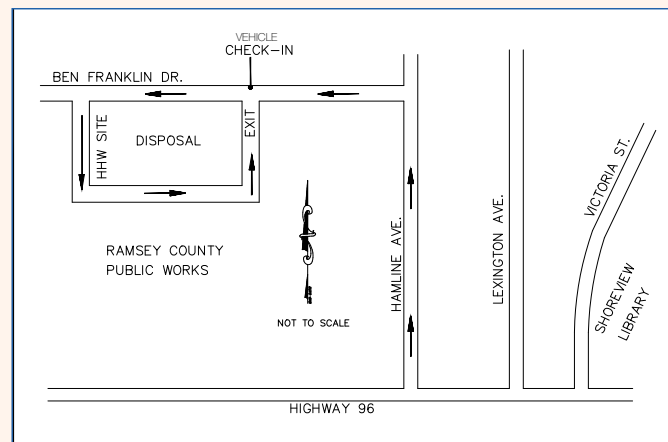 VEHICLE
CHECK-IN
BEN FRANKLIN DR.
HHW SITE
DISPOSAL
EXIT
VICTORIA ST.
HAMLINE AVE.
LEXINGTON AVE.
RAMSEY COUNTY
PUBLIC WORKS
SHOREVIEW
LIBRARY
NOT TO SCALE
HIGHWAY 96